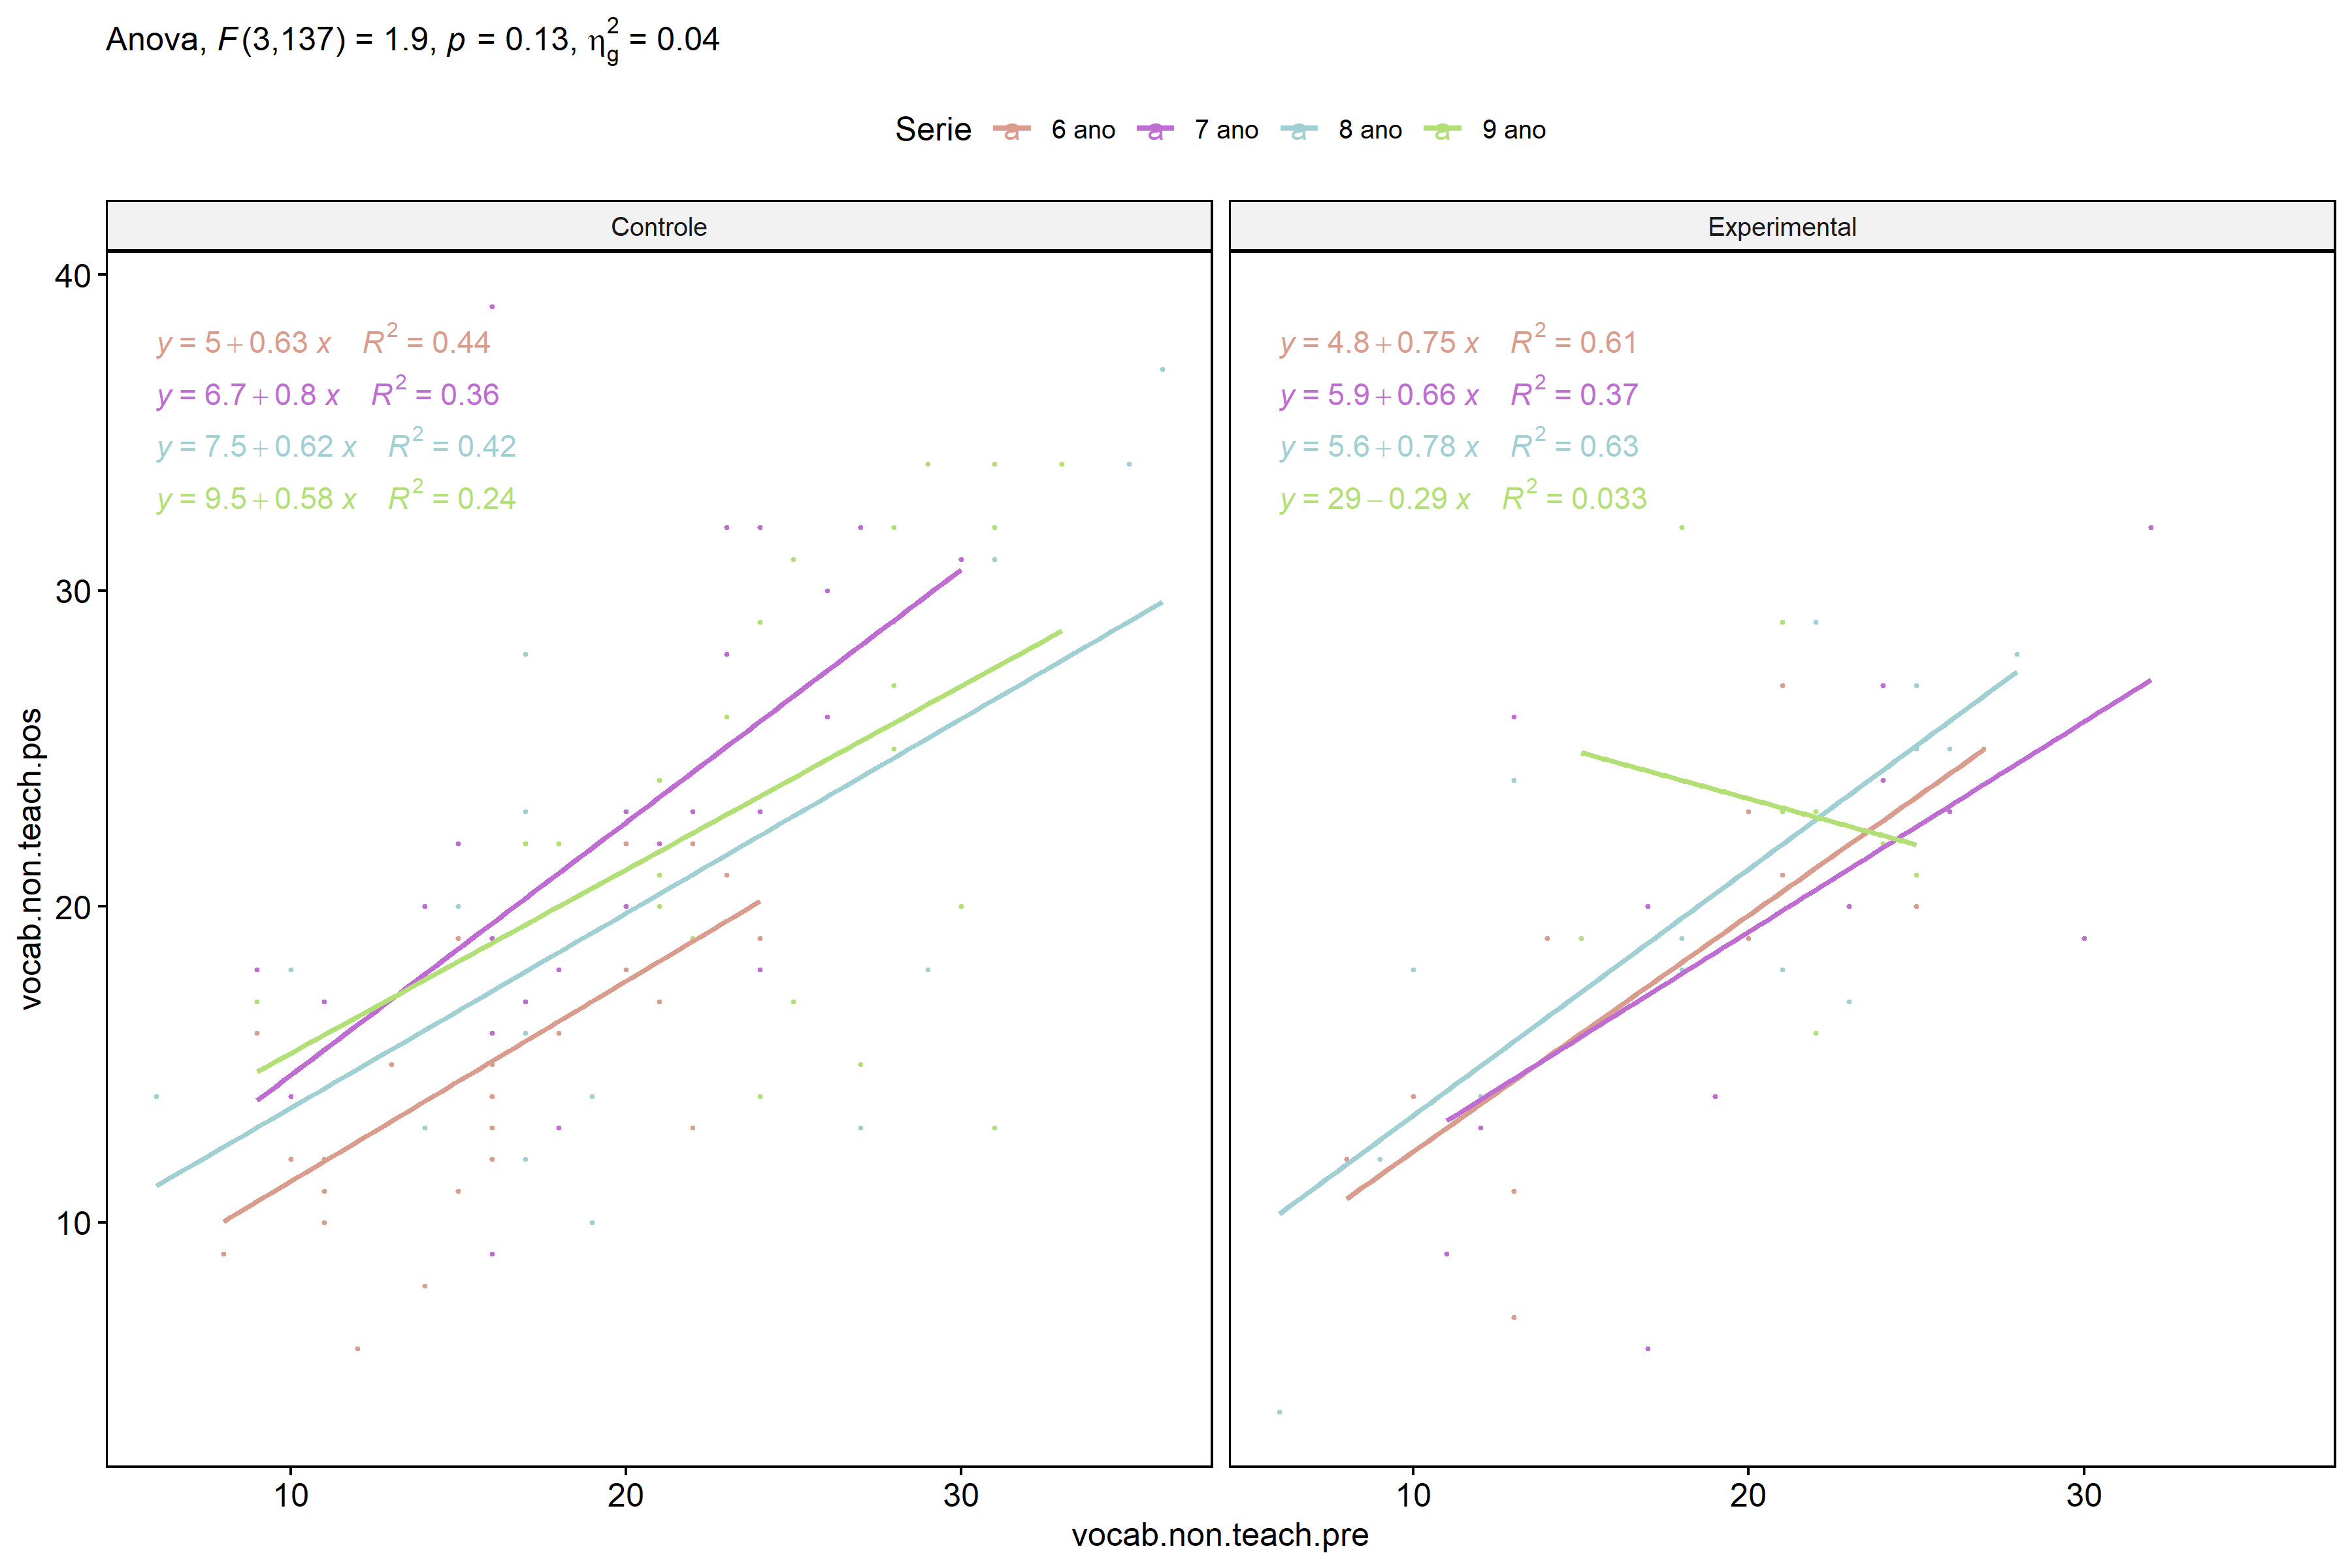 Anova, F(3,137) = 1.9, p = 0.13, η²g = 0.04
Serie a 6 ano a 7 ano a 8 ano a 9 ano
Controle Experimental
40
30
20
10
y = 5 + 0.63 x R² = 0.44
y = 6.7 + 0.8 x R² = 0.36
y = 7.5 + 0.62 x R² = 0.42
y = 9.5 + 0.58 x R² = 0.24
y = 4.8 + 0.75 x R² = 0.61
y = 5.9 + 0.66 x R² = 0.37
y = 5.6 + 0.78 x R² = 0.63
y = 29 − 0.29 x R² = 0.033
vocab.non.teach.pos
10 20 30 10 20 30
vocab.non.teach.pre